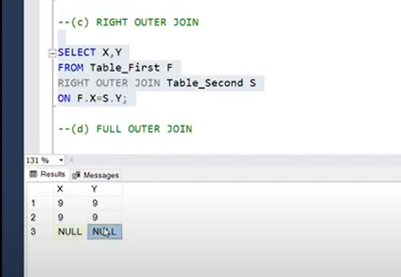 --(c) RIGHT OUTER JOIN
SELECT X,Y
FROM Table_First F
RIGHT OUTER JOIN Table_Second S
ON F.X=S.Y;
--(d) FULL OUTER JOIN
131 %
Results Messages
X Y
1 9 9
2 9 9
3 NULL NULL